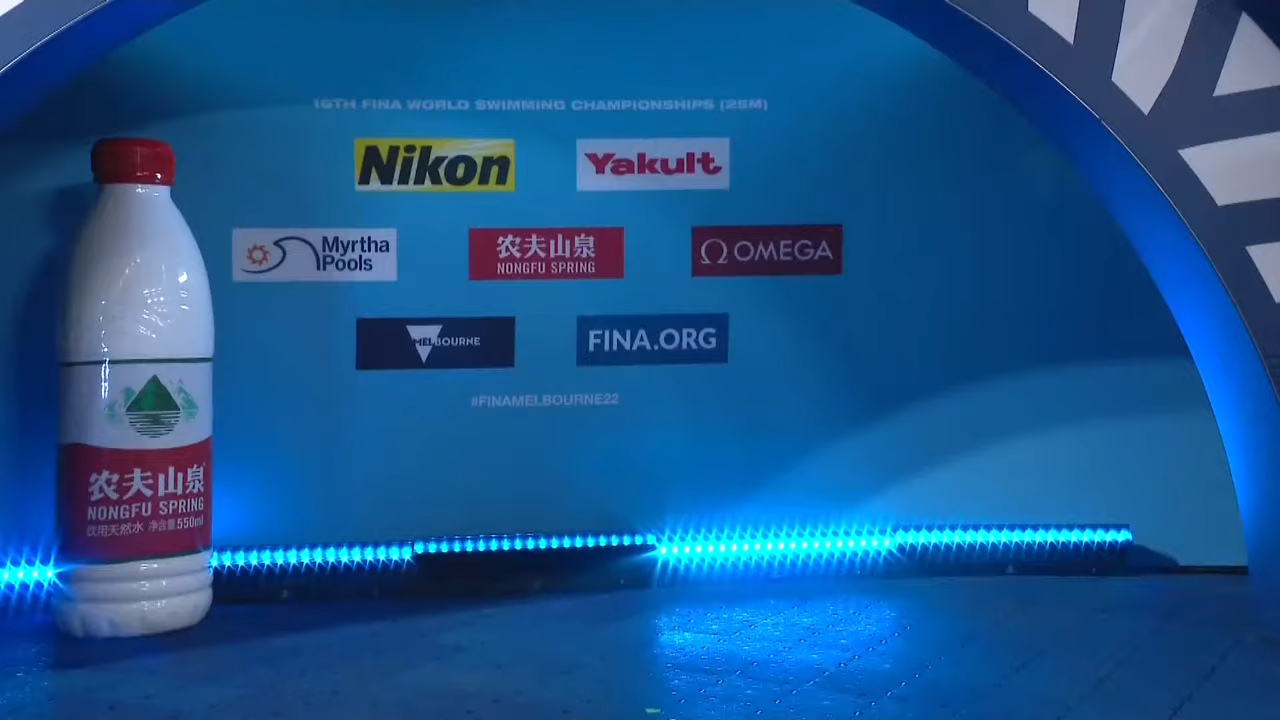 16TH FINA WORLD SWIMMING CHAMPIONSHIPS (25M)
Nikon
Yakult
Myrtha
Pools
农夫山泉
NONGFU SPRING
Ω OMEGA
MELBOURNE
FINA.ORG
#FINAMELBOURNE22
农夫山泉
NONGFU SPRING
饮用天然水 净含量550ml